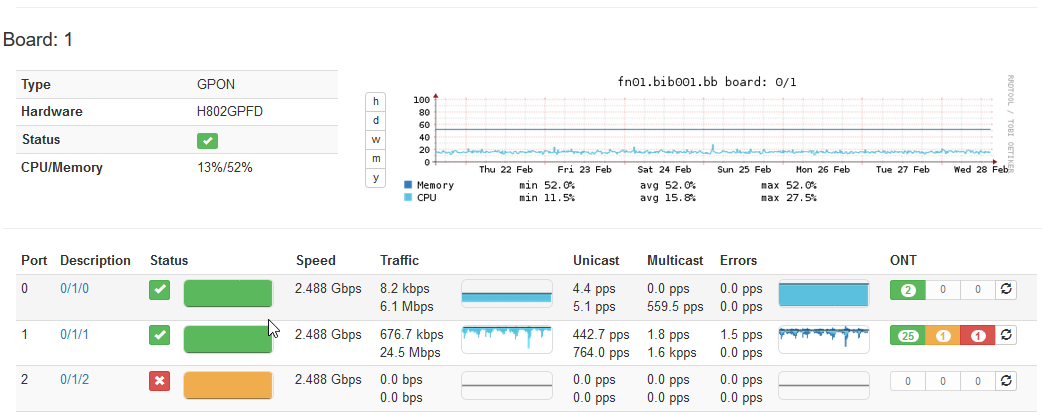 Board: 1
Type GPON
Hardware H802GPFD
Status
CPU/Memory 13%/52%
h
d
w
m
y
fn01.bib001.bb board: 0/1
100
80
60
40
20
0
Thu 22 Feb Fri 23 Feb Sat 24 Feb Sun 25 Feb Mon 26 Feb Tue 27 Feb Wed 28 Feb
Memory min 52.0% avg 52.0% max 52.0%
CPU min 11.5% avg 15.8% max 27.5%
RRDTOOL / TOBI OETIKER
Port Description Status Speed Traffic Unicast Multicast Errors ONT
0 0/1/0 2.488 Gbps 8.2 kbps 4.4 pps 0.0 pps 0.0 pps 2 0 0
6.1 Mbps 5.1 pps 559.5 pps 0.0 pps
1 0/1/1 2.488 Gbps 676.7 kbps 442.7 pps 1.8 pps 1.5 pps 25 1 1
24.5 Mbps 764.0 pps 1.6 kpps 0.0 pps
2 0/1/2 2.488 Gbps 0.0 bps 0.0 pps 0.0 pps 0.0 pps 0 0 0
0.0 bps 0.0 pps 0.0 pps 0.0 pps